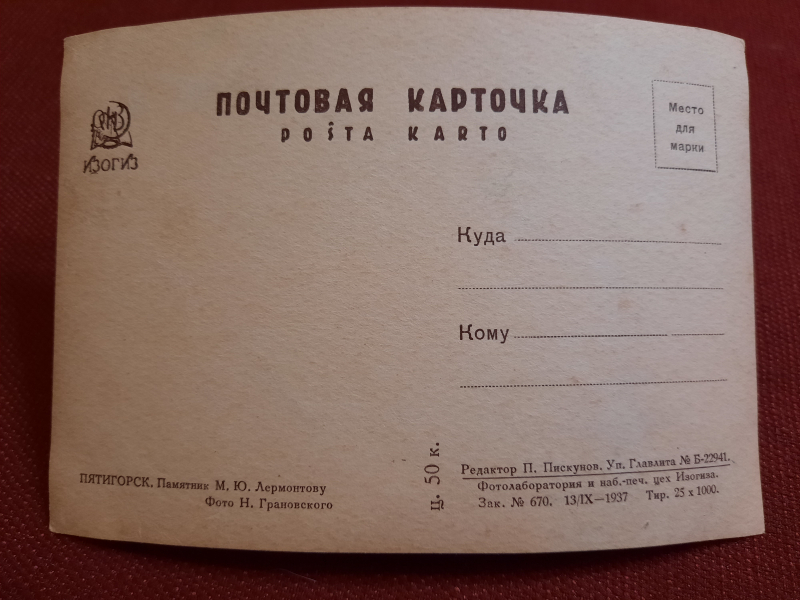 ПОЧТОВАЯ КАРТОЧКА
POŜTA KARTO
ИЗОГИЗ
Место
для
марки
Куда
Кому
ПЯТИГОРСК. Памятник М. Ю. Лермонтову
Фото Н. Грановского
ц. 50 к.
Редактор П. Пискунов. Уп. Главлита № Б-22941.
Фотолаборатория и наб.-печ. цех Изогиза.
Зак. № 670. 13/IX—1937 Тир. 25 x 1000.